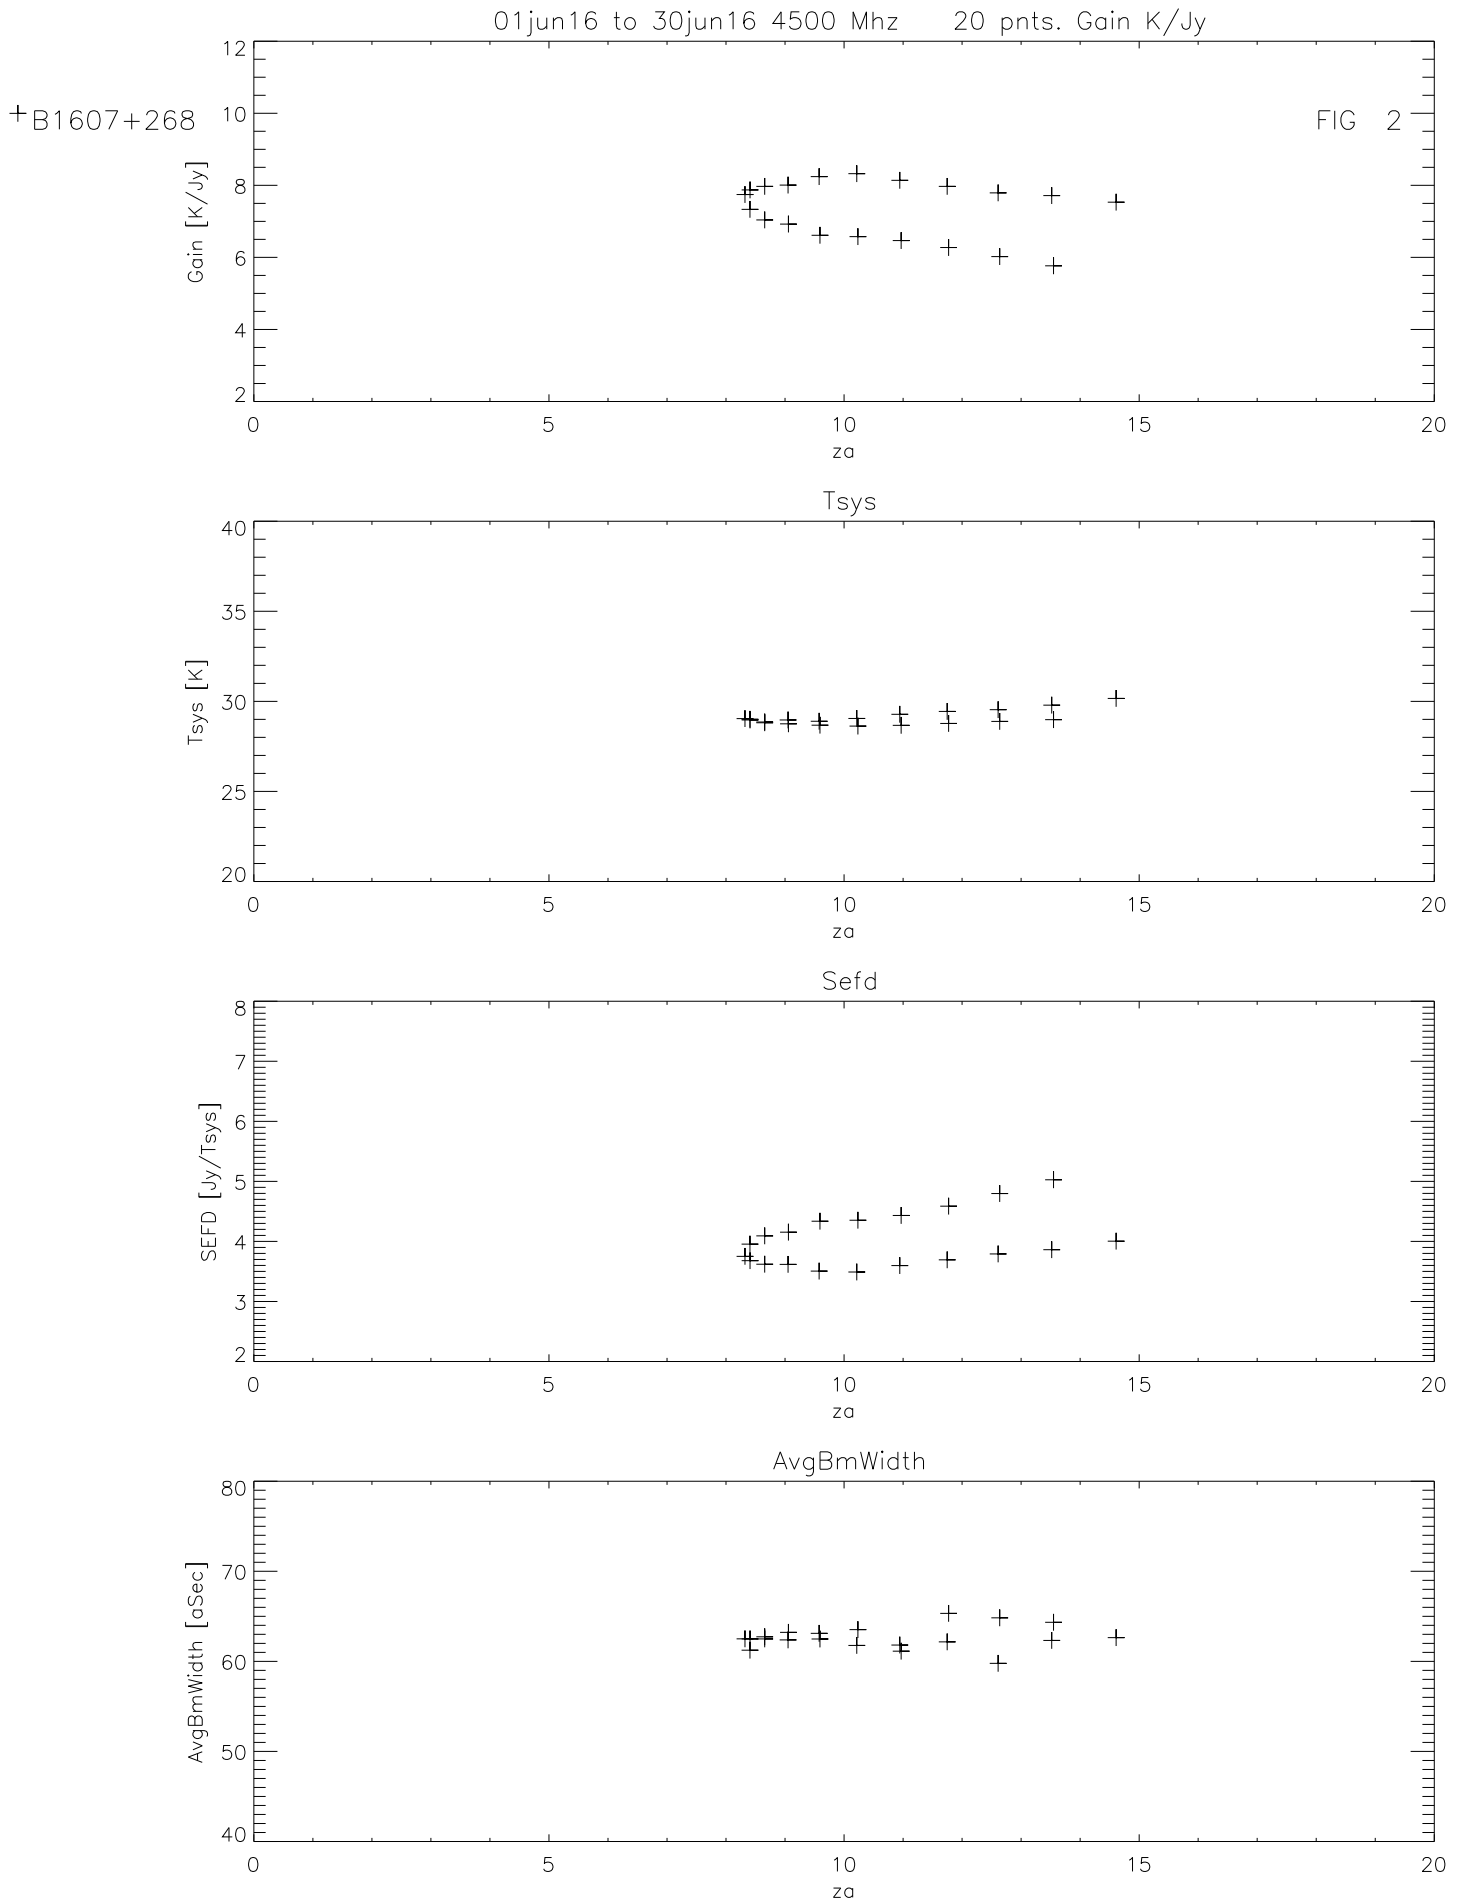 01jun16 to 30jun16 4500 Mhz 20 pnts. Gain K/Jy
+B1607+268
FIG 2
Gain [K/Jy]
12
10
8
6
4
2
0 5 10 15 20
za
Tsys
Tsys [K]
40
35
30
25
20
0 5 10 15 20
za
Sefd
SEFD [Jy/Tsys]
8
7
6
5
4
3
2
0 5 10 15 20
za
AvgBmWidth
AvgBmWidth [aSec]
80
70
60
50
40
0 5 10 15 20
za